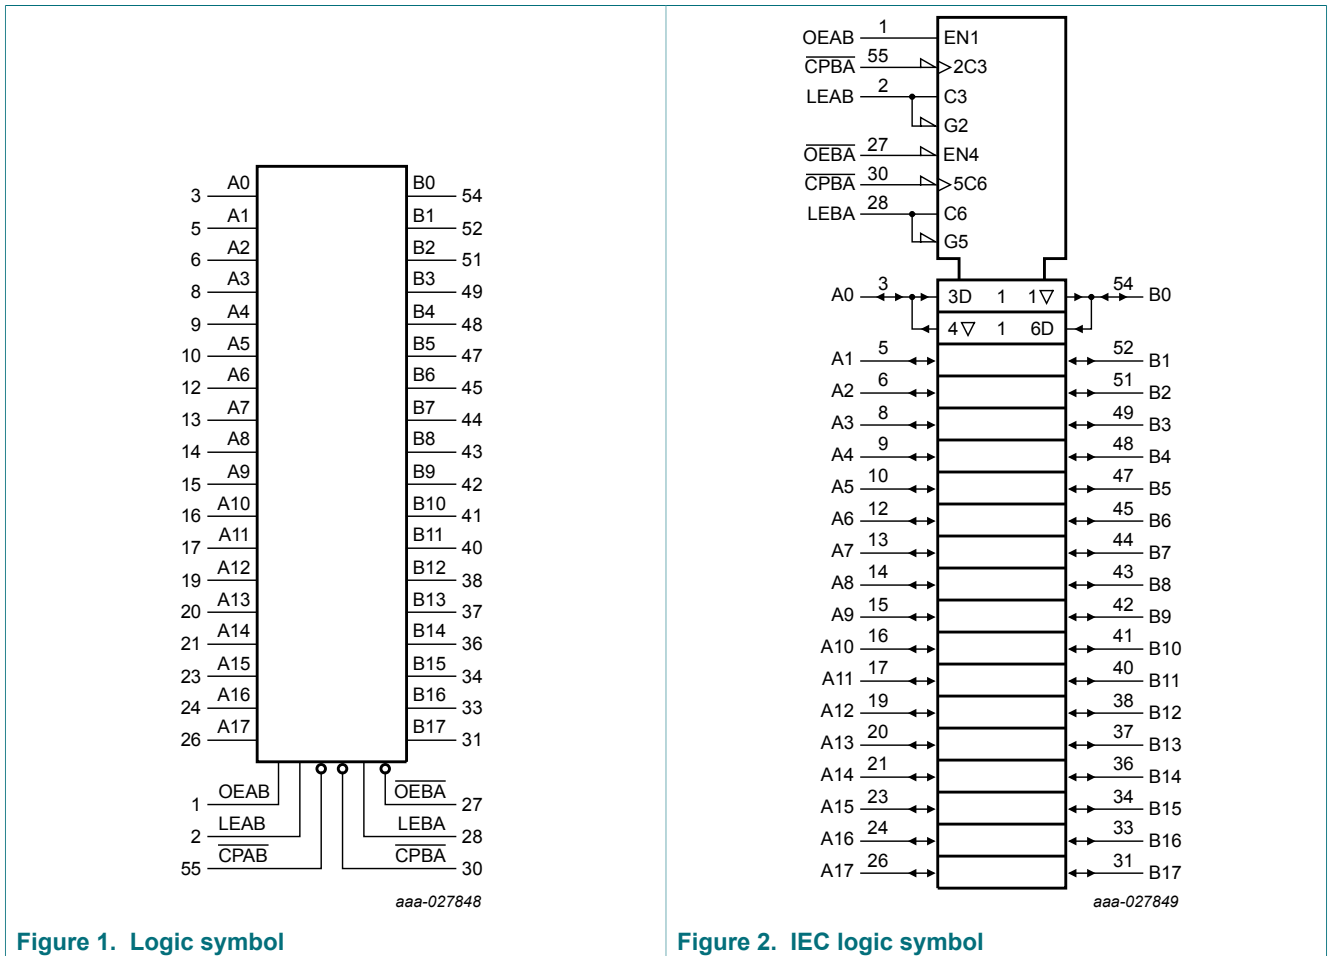 A0 B0
3 54
A1 B1
5 52
A2 B2
6 51
A3 B3
8 49
A4 B4
9 48
A5 B5
10 47
A6 B6
12 45
A7 B7
13 44
A8 B8
14 43
A9 B9
15 42
A10 B10
16 41
A11 B11
17 40
A12 B12
19 38
A13 B13
20 37
A14 B14
21 36
A15 B15
23 34
A16 B16
24 33
A17 B17
26 31
OEAB OEBA
1 27
LEAB LEBA
2 28
CPAB CPBA
55 30
aaa-027848
Figure 1. Logic symbol
OEAB 1 EN1
CPBA 55 2C3
LEAB 2 C3
G2
OEBA 27 EN4
CPBA 30 5C6
LEBA 28 C6
G5
A0 3 3D 1 1▽ 54 B0
4▽ 1 6D
A1 5 52 B1
A2 6 51 B2
A3 8 49 B3
A4 9 48 B4
A5 10 47 B5
A6 12 45 B6
A7 13 44 B7
A8 14 43 B8
A9 15 42 B9
A10 16 41 B10
A11 17 40 B11
A12 19 38 B12
A13 20 37 B13
A14 21 36 B14
A15 23 34 B15
A16 24 33 B16
A17 26 31 B17
aaa-027849
Figure 2. IEC logic symbol